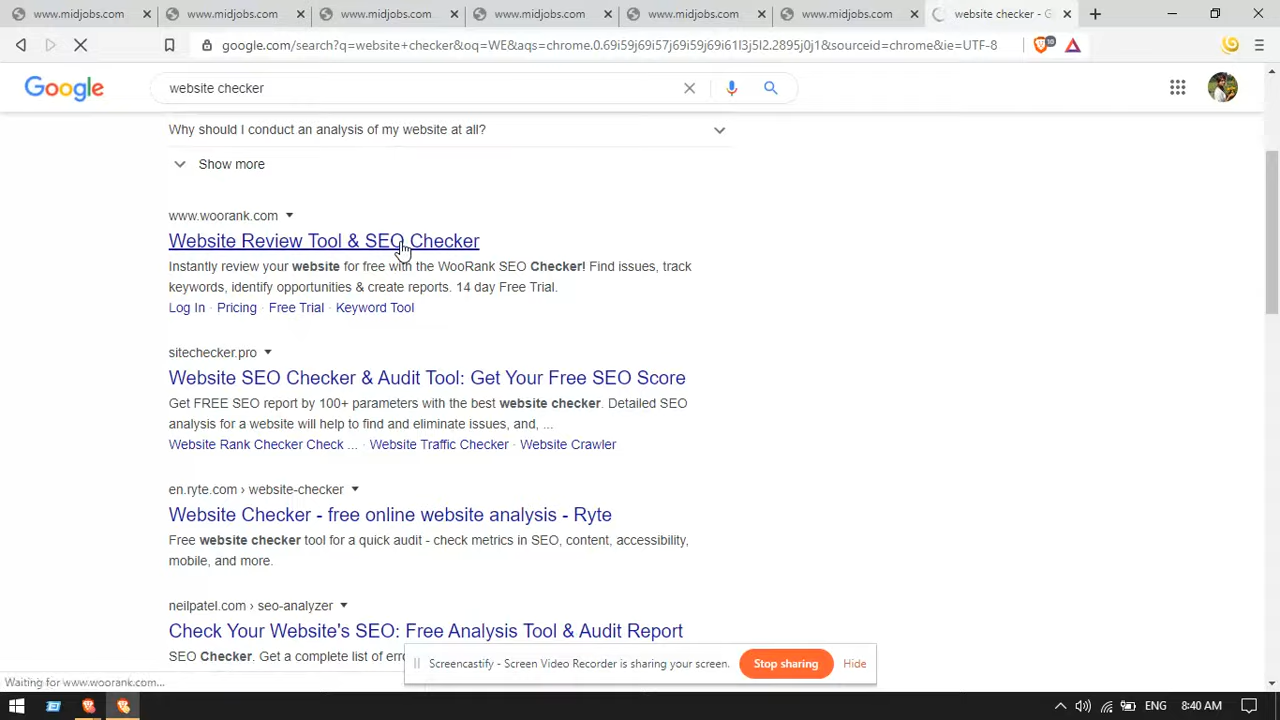 www.midjobs.com
www.midjobs.com
www.midjobs.com
www.midjobs.com
www.midjobs.com
www.midjobs.com
website checker - G
google.com/search?q=website+checker&oq=WE&aqs=chrome.0.69i59j69i57j69i59j69i61l3j5l2.2395j0j1&sourceid=chrome&ie=UTF-8
10
Google
website checker
Why should I conduct an analysis of my website at all?
Show more
www.woorank.com
Website Review Tool & SEO Checker
Instantly review your website for free with the WooRank SEO Checker! Find issues, track
keywords, identify opportunities & create reports. 14 day Free Trial.
Log In · Pricing · Free Trial · Keyword Tool
sitechecker.pro
Website SEO Checker & Audit Tool: Get Your Free SEO Score
Get FREE SEO report by 100+ parameters with the best website checker. Detailed SEO
analysis for a website will help to find and eliminate issues, and, ...
Website Rank Checker Check ... · Website Traffic Checker · Website Crawler
en.ryte.com › website-checker
Website Checker - free online website analysis - Ryte
Free website checker tool for a quick audit - check metrics in SEO, content, accessibility,
mobile, and more.
neilpatel.com › seo-analyzer
Check Your Website's SEO: Free Analysis Tool & Audit Report
SEO Checker. Get a complete list of
Screencastify - Screen Video Recorder is sharing your screen.
Stop sharing
Hide
Waiting for www.woorank.com...
ENG
8:40 AM